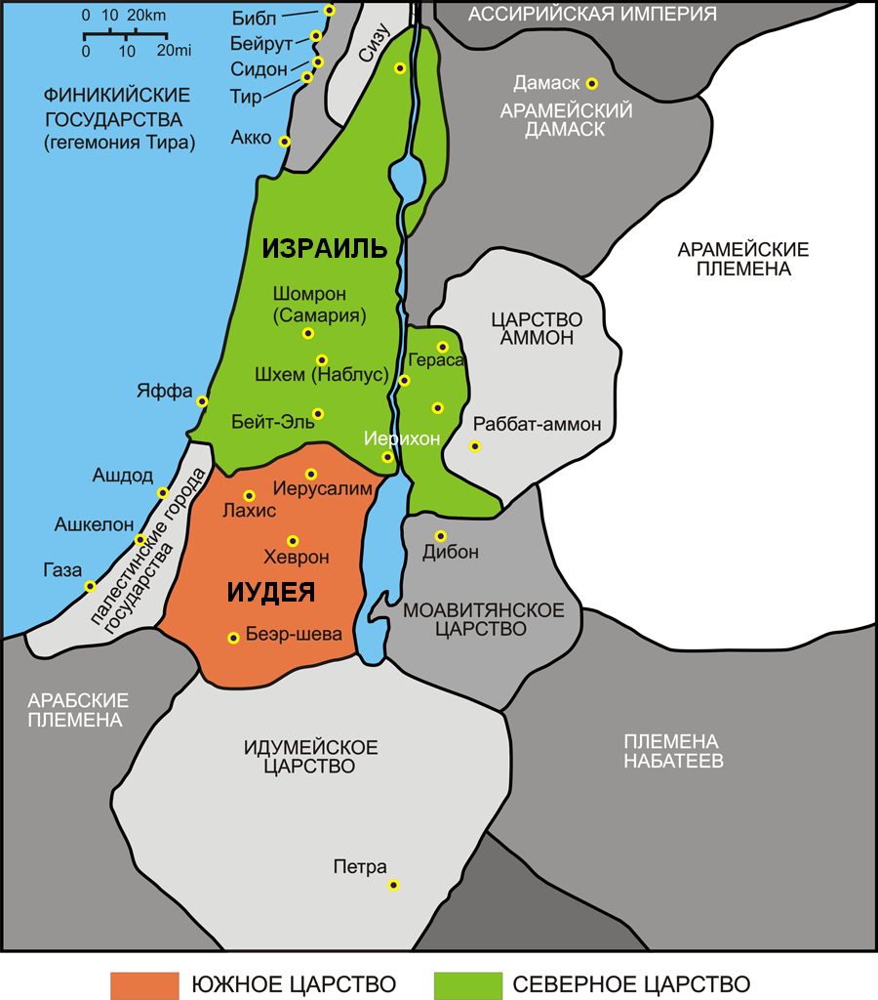 0 10 20km
0 10 20mi
ФИНИКИЙСКИЕ
ГОСУДАРСТВА
(гегемония Тира)
Библ
Бейрут
Сидон
Тир
Акко
Сизу
АССИРИЙСКАЯ ИМПЕРИЯ
Дамаск
АРАМЕЙСКИЙ
ДАМАСК
АРАМЕЙСКИЕ
ПЛЕМЕНА
ИЗРАИЛЬ
Шомрон
(Самария)
Шхем (Наблус)
Бейт-Эль
Яффа
Гераса
Иерихон
ЦАРСТВО
АММОН
Раббат-аммон
Ашдод
Ашкелон
Газа
палестинские города
государства
Иерусалим
Лахис
Хеврон
ИУДЕЯ
Беэр-шева
Дибон
МОАВИТЯНСКОЕ
ЦАРСТВО
АРАБСКИЕ
ПЛЕМЕНА
ИДУМЕЙСКОЕ
ЦАРСТВО
Петра
ПЛЕМЕНА
НАБАТЕЕВ
ЮЖНОЕ ЦАРСТВО
СЕВЕРНОЕ ЦАРСТВО